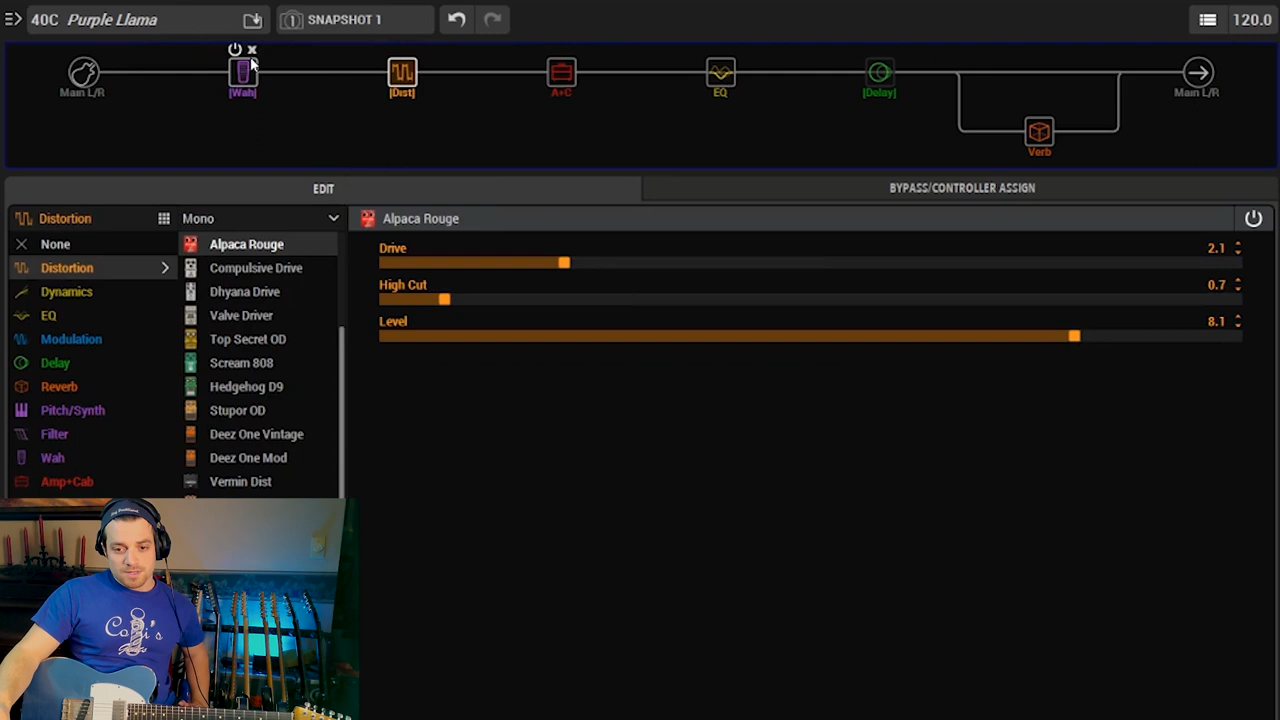 40C Purple Llama
1 SNAPSHOT 1
120.0
Main L/R
|Wah|
|Dist|
A+C
EQ
|Delay|
Verb
Main L/R
EDIT
BYPASS/CONTROLLER ASSIGN
Distortion
Mono
Alpaca Rouge
None
Distortion
Dynamics
EQ
Modulation
Delay
Reverb
Pitch/Synth
Filter
Wah
Amp+Cab
Alpaca Rouge
Compulsive Drive
Dhyana Drive
Valve Driver
Top Secret OD
Scream 808
Hedgehog D9
Stupor OD
Deez One Vintage
Deez One Mod
Vermin Dist
Drive 2.1
High Cut 0.7
Level 8.1